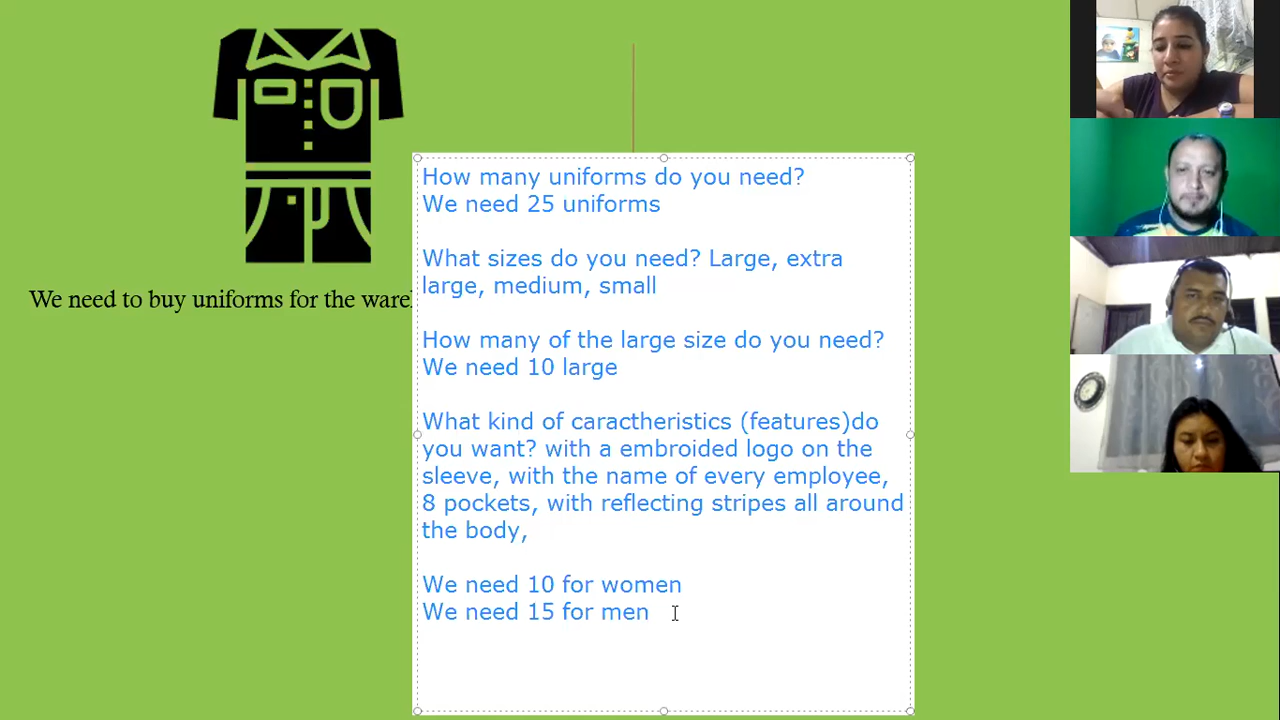 We need to buy uniforms for the
How many uniforms do you need?
We need 25 uniforms
What sizes do you need? Large, extra
large, medium, small
How many of the large size do you need?
We need 10 large
What kind of caractheristics (features)do
you want? with a embroided logo on the
sleeve, with the name of every employee,
8 pockets, with reflecting stripes all around
the body,
We need 10 for women
We need 15 for men